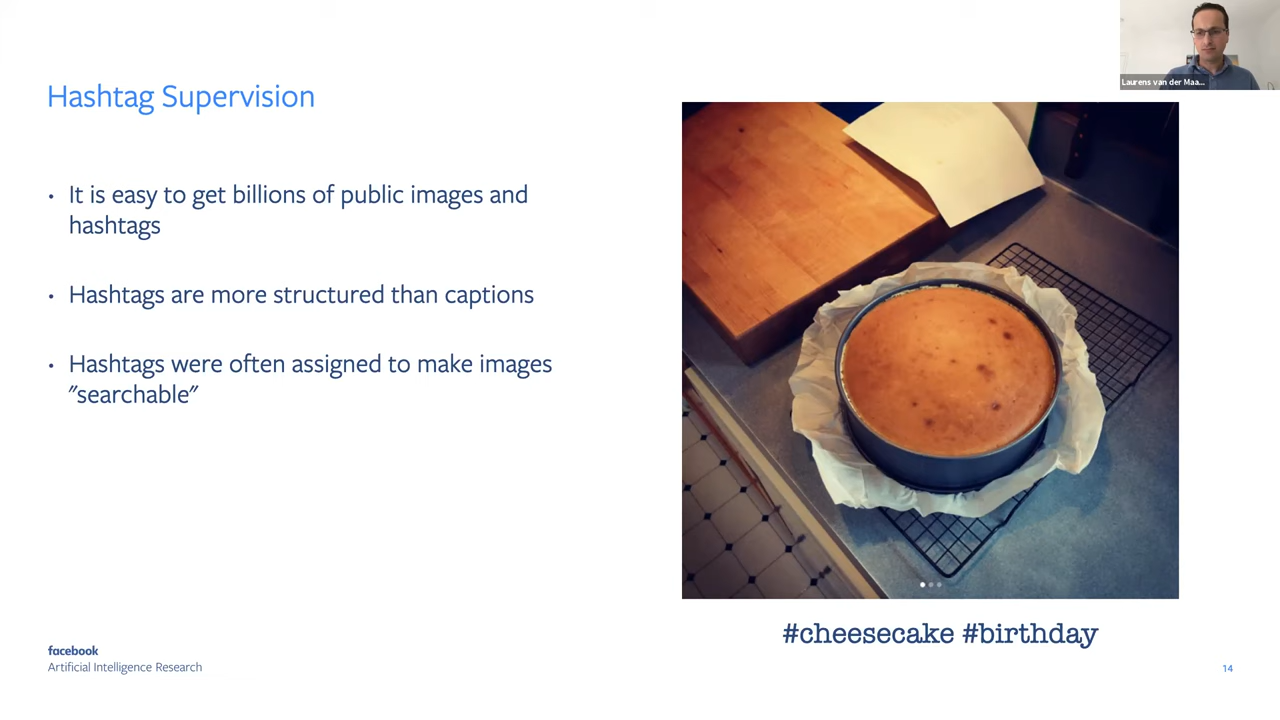 Laurens van der Maa...
Hashtag Supervision
• It is easy to get billions of public images and
hashtags
• Hashtags are more structured than captions
• Hashtags were often assigned to make images
"searchable"
#cheesecake #birthday
facebook
Artificial Intelligence Research
14